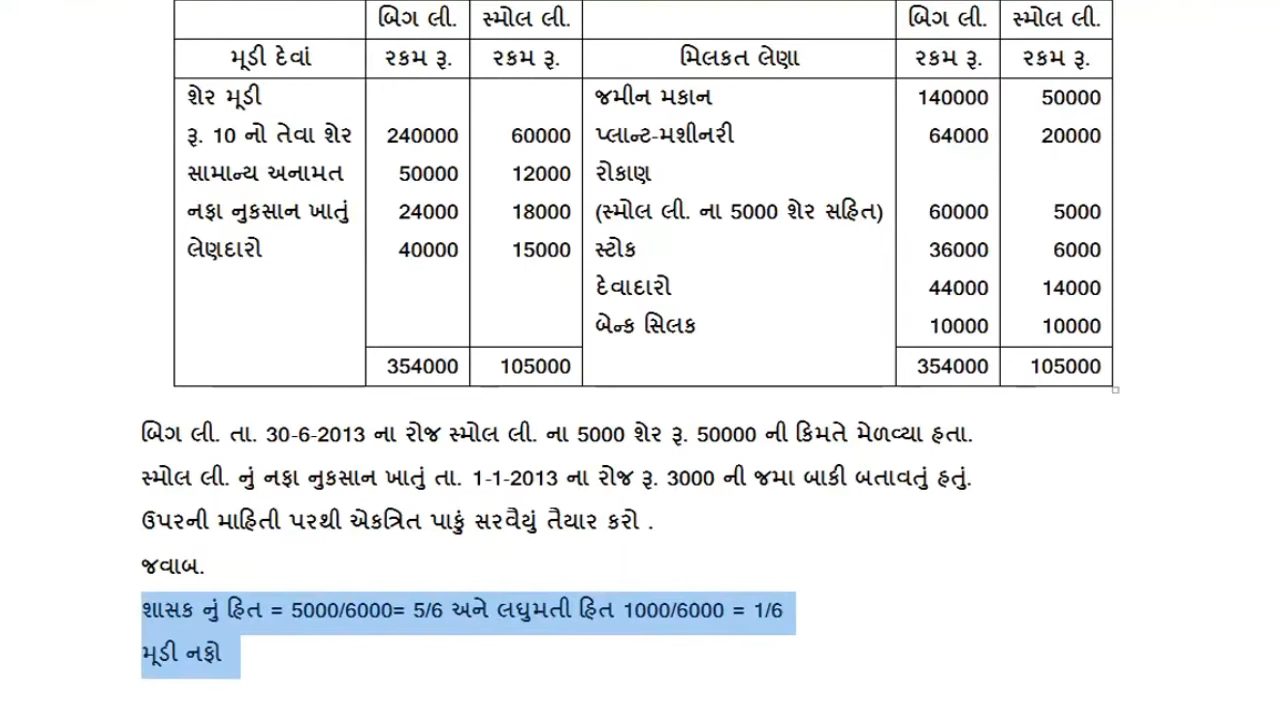 બિગ લી. સ્મોલ લી. બિગ લી. સ્મોલ લી.
મૂડી દેવાં રકમ રૂ. રકમ રૂ. મિલકત લેણા રકમ રૂ. રકમ રૂ.
શેર મૂડી જમીન મકાન 140000 50000
રૂ. 10 નો તેવા શેર 240000 60000 પ્લાન્ટ-મશીનરી 64000 20000
સામાન્ય અનામત 50000 12000 રોકાણ
નફા નુકસાન ખાતું 24000 18000 (સ્મોલ લી. ના 5000 શેર સહિત) 60000 5000
લેણદારો 40000 15000 સ્ટોક 36000 6000
દેવાદારો 44000 14000
બેન્ક સિલક 10000 10000
354000 105000 354000 105000
બિગ લી. તા. 30-6-2013 ના રોજ સ્મોલ લી. ના 5000 શેર રૂ. 50000 ની કિમતે મેળવ્યા હતા.
સ્મોલ લી. નું નફા નુકસાન ખાતું તા. 1-1-2013 ના રોજ રૂ. 3000 ની જમા બાકી બતાવતું હતું.
ઉપરની માહિતી પરથી એકત્રિત પાકું સરવૈયું તૈયાર કરો .
જવાબ.
શાસક નું હિત = 5000/6000= 5/6 અને લઘુમતી હિત 1000/6000 = 1/6
મૂડી નફો